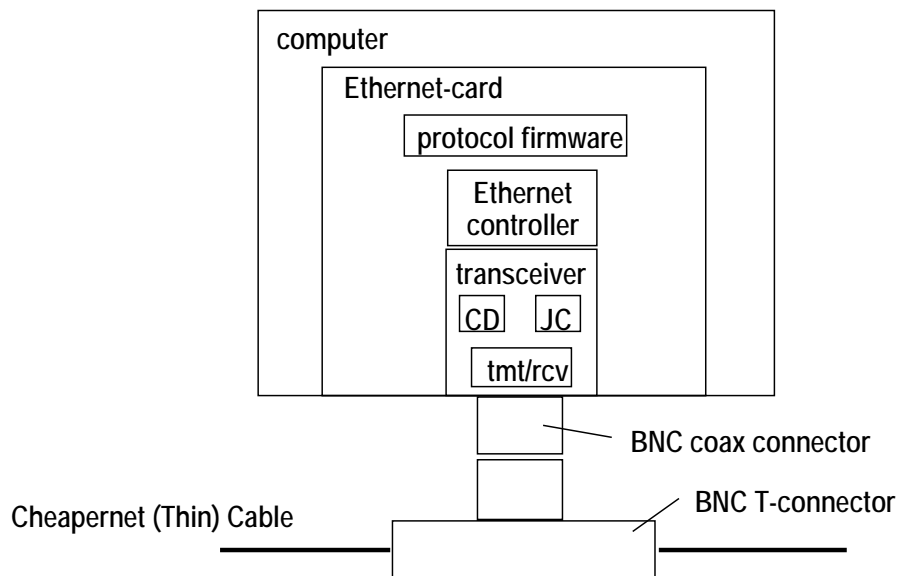 computer
Ethernet-card
protocol firmware
Ethernet
controller
transceiver
CD JC
tmt/rcv
BNC coax connector
BNC T-connector
Cheapernet (Thin) Cable